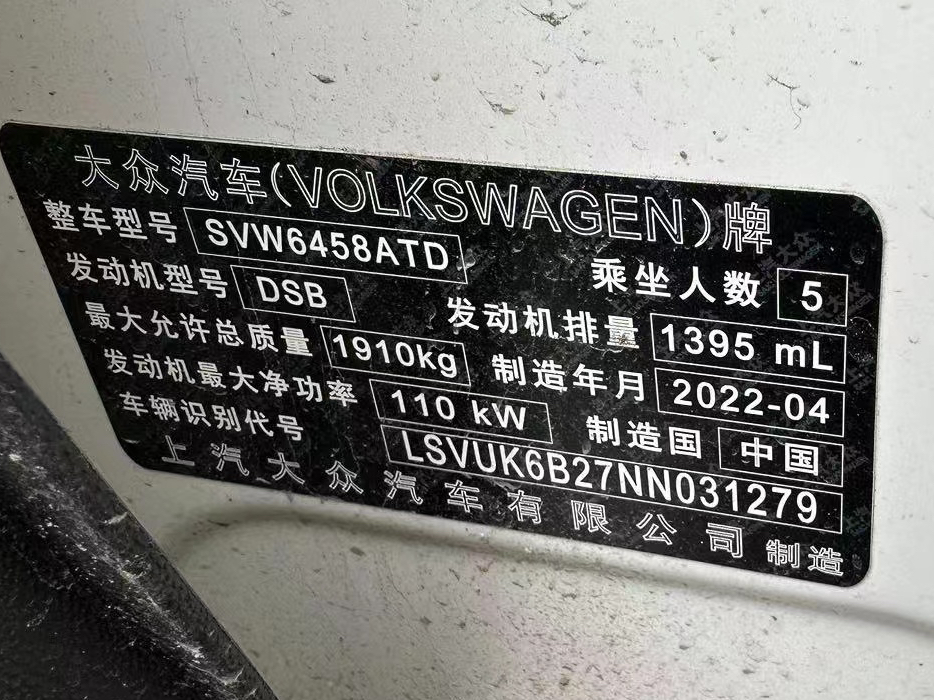 大众汽车(VOLKSWAGEN)牌
整车型号 SVW6458ATD 乘坐人数 5
发动机型号 DSB 发动机排量 1395 mL
最大允许总质量 1910kg 制造年月 2022-04
发动机最大净功率 110 kW 制造国 中国
车辆识别代号 LSVUK6B27NN031279
上汽大众汽车有限公司 制造